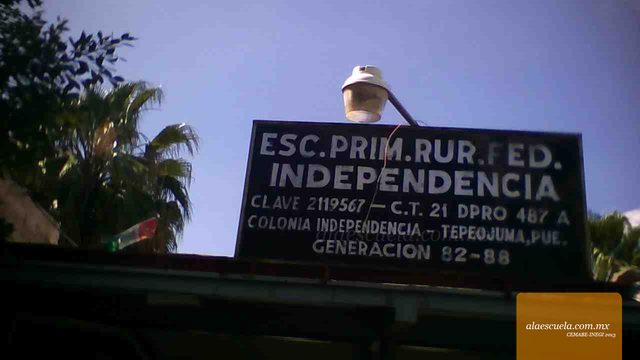 ESC.PRIM.RUR.FED.
INDEPENDENCIA
CLAVE 2119567 - C.T. 21 DPRO 487 A
COLONIA INDEPENDENCIA - TEPEOJUMA, PUE.
GENERACION 82-88
alaescuela.com.mx
CEMABE-INEGI 2013